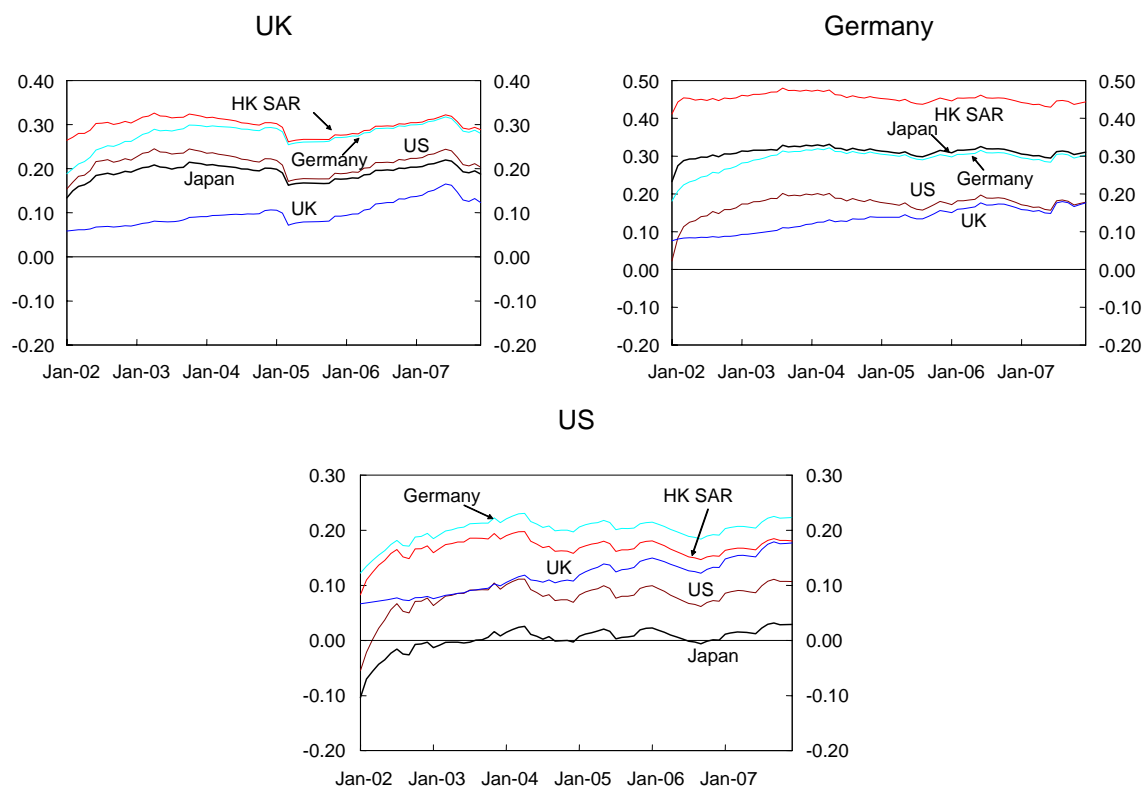 UK
0.40 0.40
HK SAR
0.30 0.30
US
Germany
0.20 0.20
Japan
UK
0.10 0.10
0.00 0.00
-0.10 -0.10
-0.20 -0.20
Jan-02 Jan-03 Jan-04 Jan-05 Jan-06 Jan-07
Germany
0.50 0.50
0.40 0.40
HK SAR
Japan
0.30 0.30
Germany
0.20 0.20
US
UK
0.10 0.10
0.00 0.00
-0.10 -0.10
-0.20 -0.20
Jan-02 Jan-03 Jan-04 Jan-05 Jan-06 Jan-07
US
0.30 0.30
Germany HK SAR
0.20 0.20
UK
0.10 0.10
US
0.00 0.00
Japan
-0.10 -0.10
-0.20 -0.20
Jan-02 Jan-03 Jan-04 Jan-05 Jan-06 Jan-07